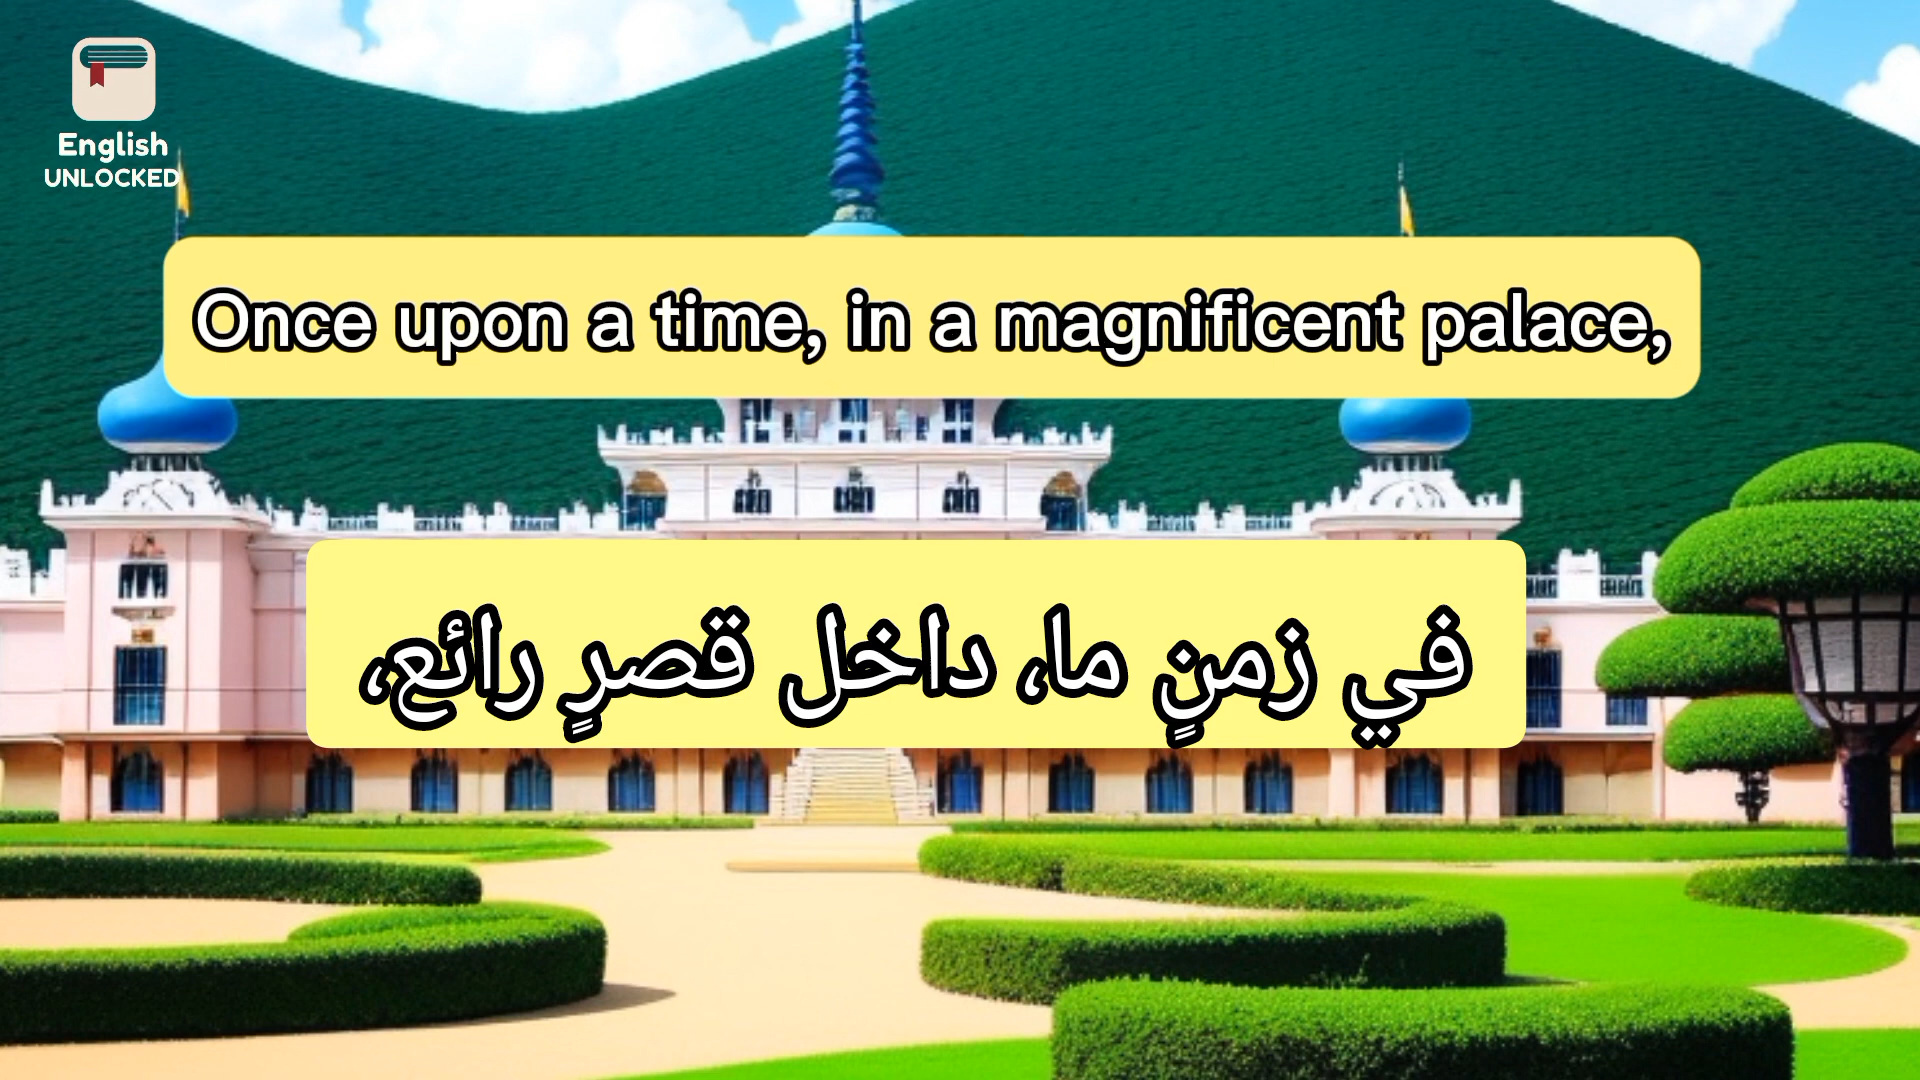 English
UNLOCKED
Once upon a time, in a magnificent palace,
في زمنٍ ما، داخل قصرٍ رائع،